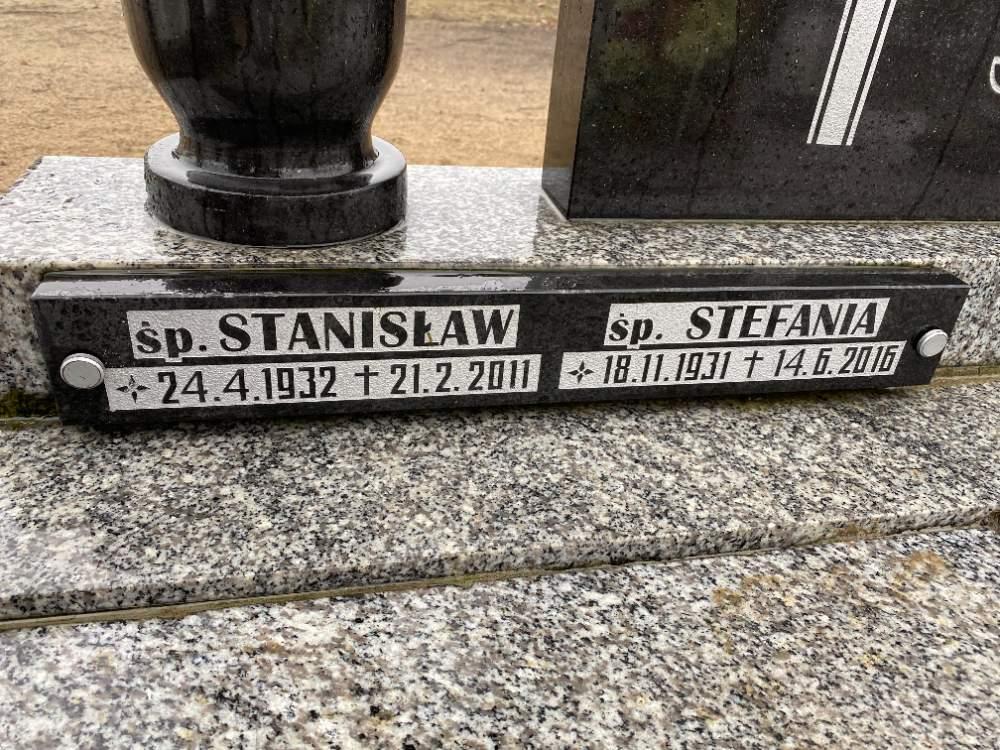 śp. STANISŁAW
24.4.1932 † 21.2.2011
śp. STEFANIA
18.11.1931 † 14.6.2016